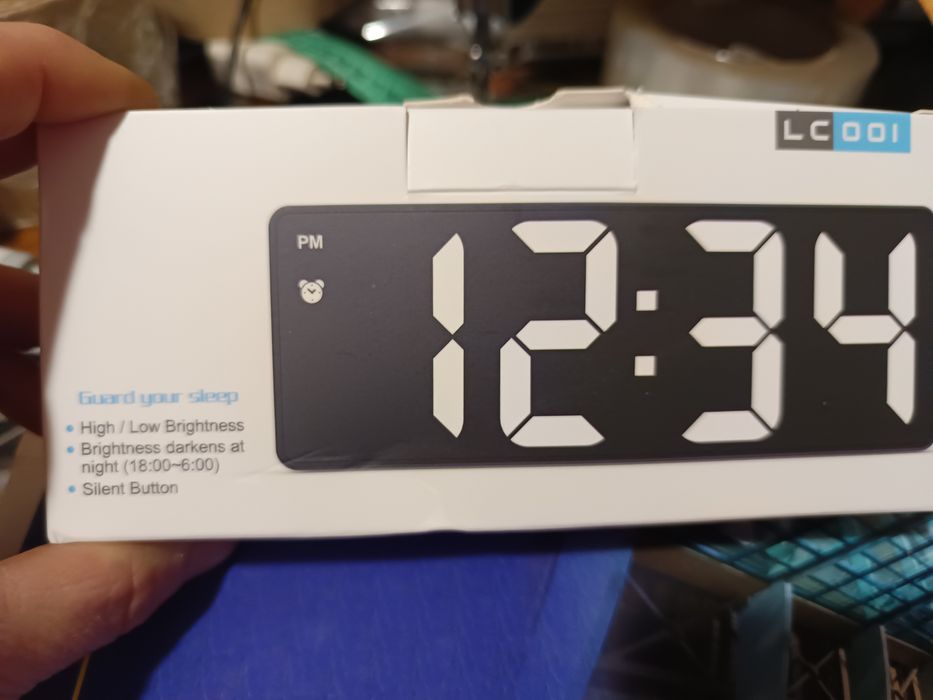 LC001
PM
12:34
Guard your sleep
High / Low Brightness
Brightness darkens at
night (18:00~6:00)
Silent Button